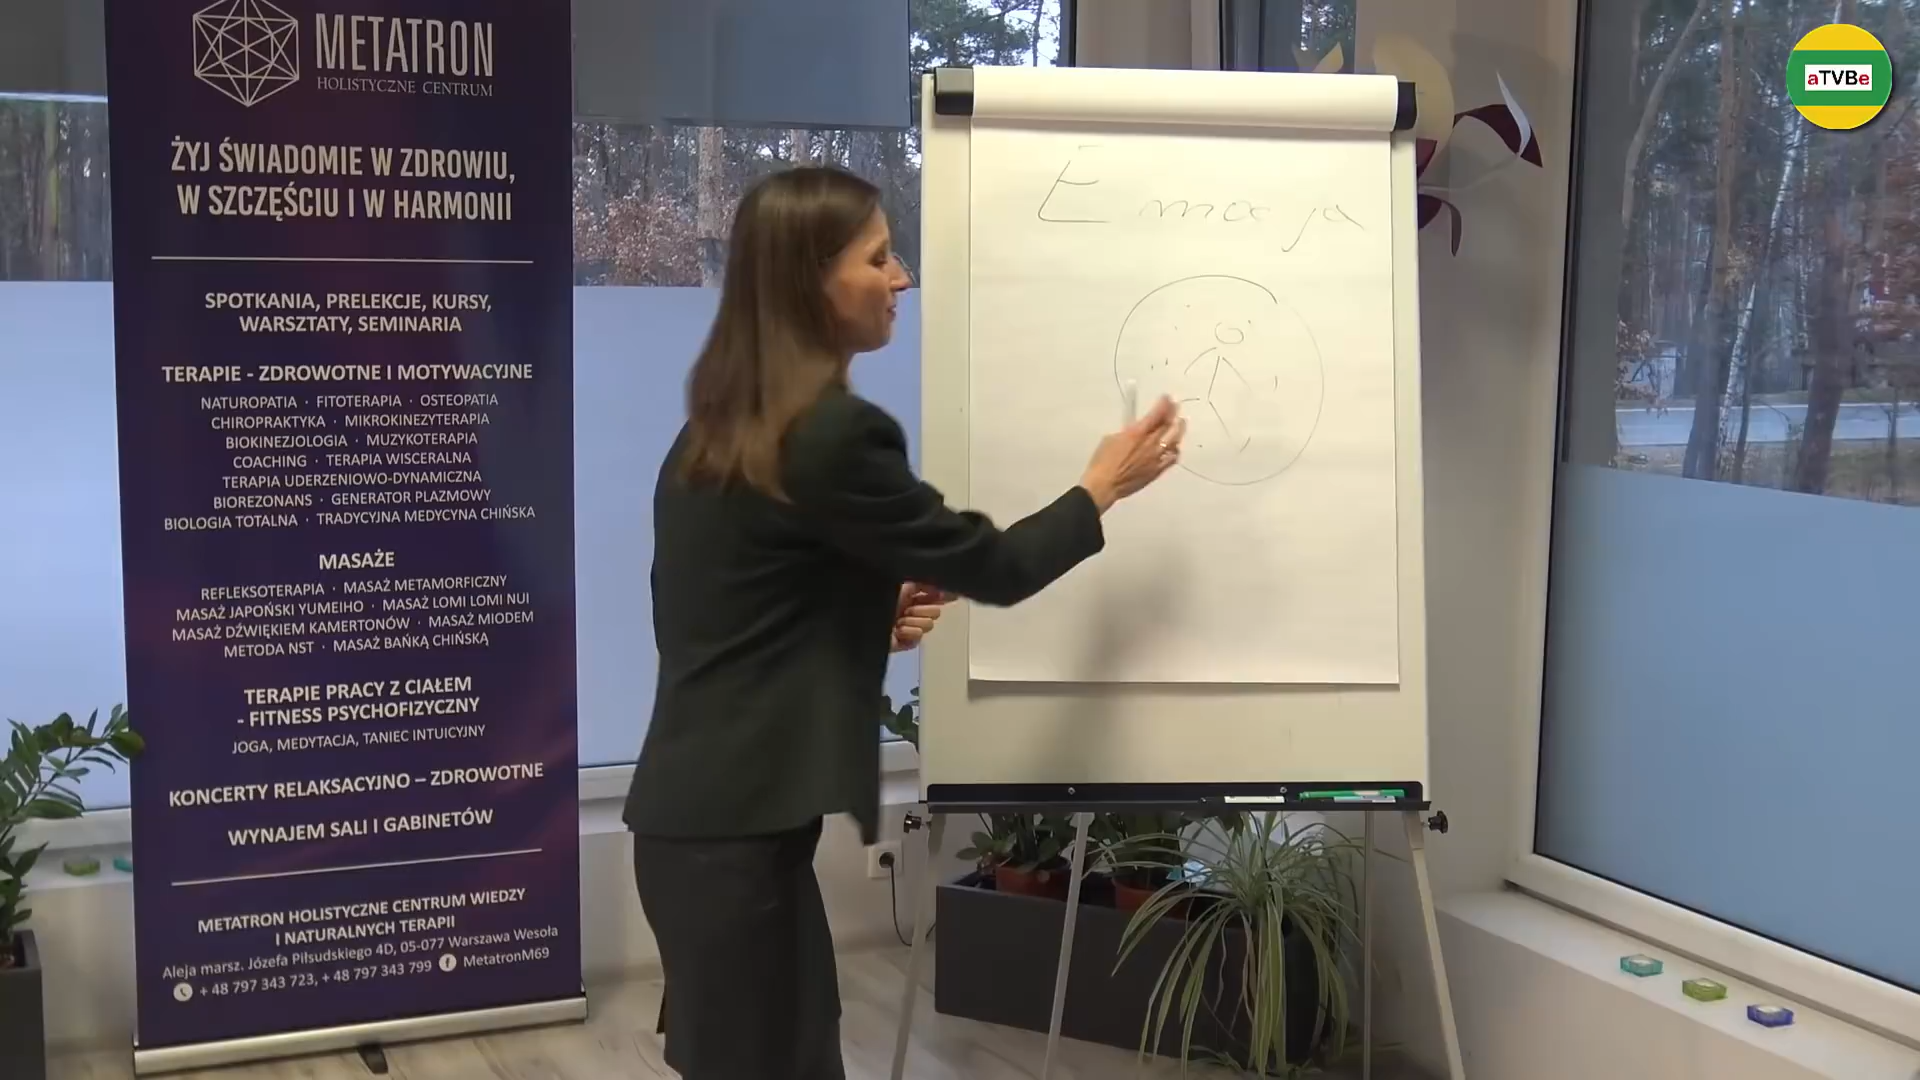 METATRON
HOLISTYCZNE CENTRUM
ŻYJ ŚWIADOMIE W ZDROWIU,
W SZCZĘŚCIU I W HARMONII
SPOTKANIA, PRELEKCJE, KURSY,
WARSZTATY, SEMINARIA
TERAPIE - ZDROWOTNE I MOTYWACYJNE
NATUROPATIA · FITOTERAPIA · OSTEOPATIA
CHIROPRAKTYKA · MIKROKINEZYTERAPIA
BIOKINEZJOLOGIA · MUZYKOTERAPIA
COACHING · TERAPIA WISCERALNA
TERAPIA UDERZENIOWO-DYNAMICZNA
BIOREZONANS · GENERATOR PLAZMOWY
BIOLOGIA TOTALNA · TRADYCYJNA MEDYCYNA CHIŃSKA
MASAŻE
REFLEKSOTERAPIA · MASAŻ METAMORFICZNY
MASAŻ JAPOŃSKI YUMEIHO · MASAŻ LOMI LOMI NUI
MASAŻ DŹWIĘKIEM KAMERTONÓW · MASAŻ MIODEM
METODA NST · MASAŻ BAŃKĄ CHIŃSKĄ
TERAPIE PRACY Z CIAŁEM
- FITNESS PSYCHOFIZYCZNY
JOGA, MEDYTACJA, TANIEC INTUICYJNY
KONCERTY RELAKSACYJNO – ZDROWOTNE
WYNAJEM SALI I GABINETÓW
METATRON HOLISTYCZNE CENTRUM WIEDZY
I NATURALNYCH TERAPII
Aleja marsz. Józefa Piłsudskiego 4D, 05-077 Warszawa Wesoła
+ 48 797 343 723, + 48 797 343 799 MetatronM69
Emocja
aTVBe